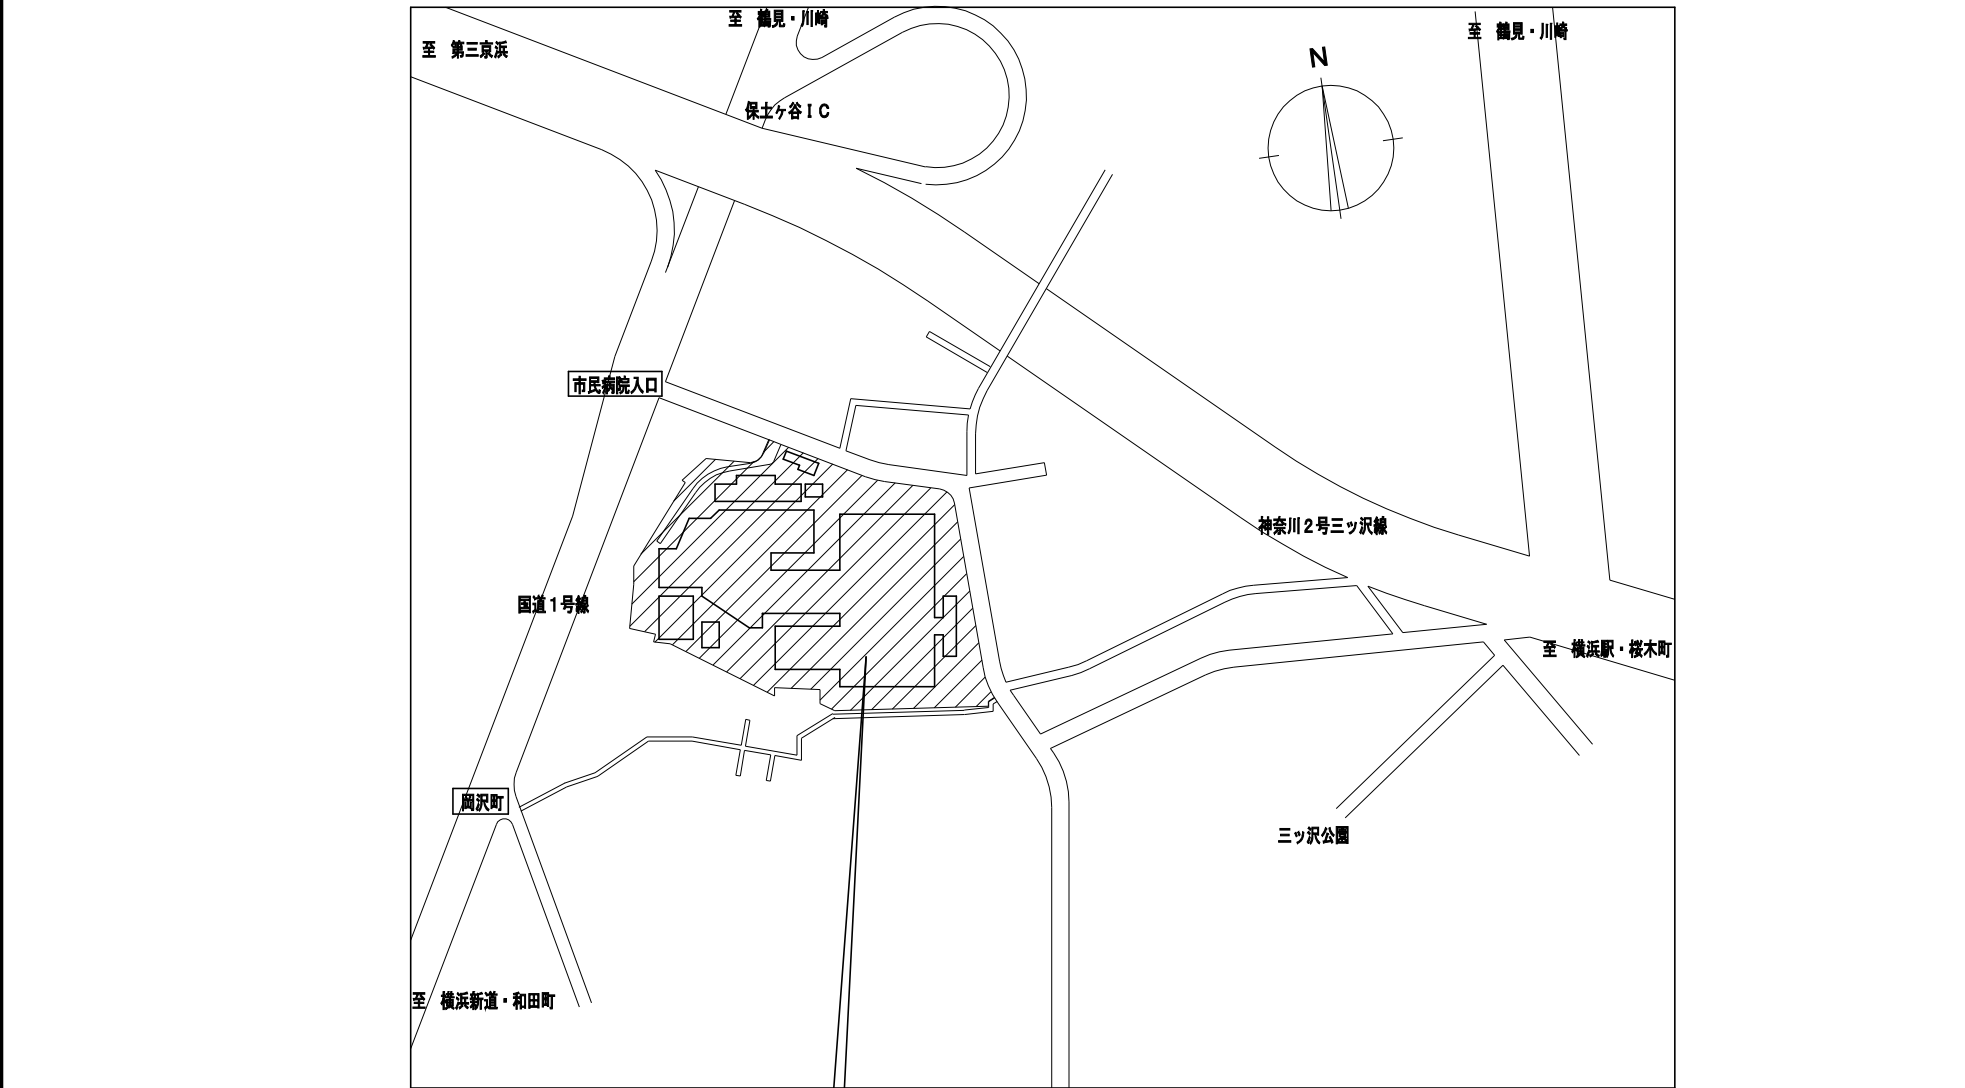 至　鶴見・川崎
至　鶴見・川崎
至　第三京浜
N
保土ヶ谷ＩＣ
市民病院入口
神奈川２号三ッ沢線
国道１号線
至　横浜駅・桜木町
岡沢町
三ッ沢公園
至　横浜新道・和田町